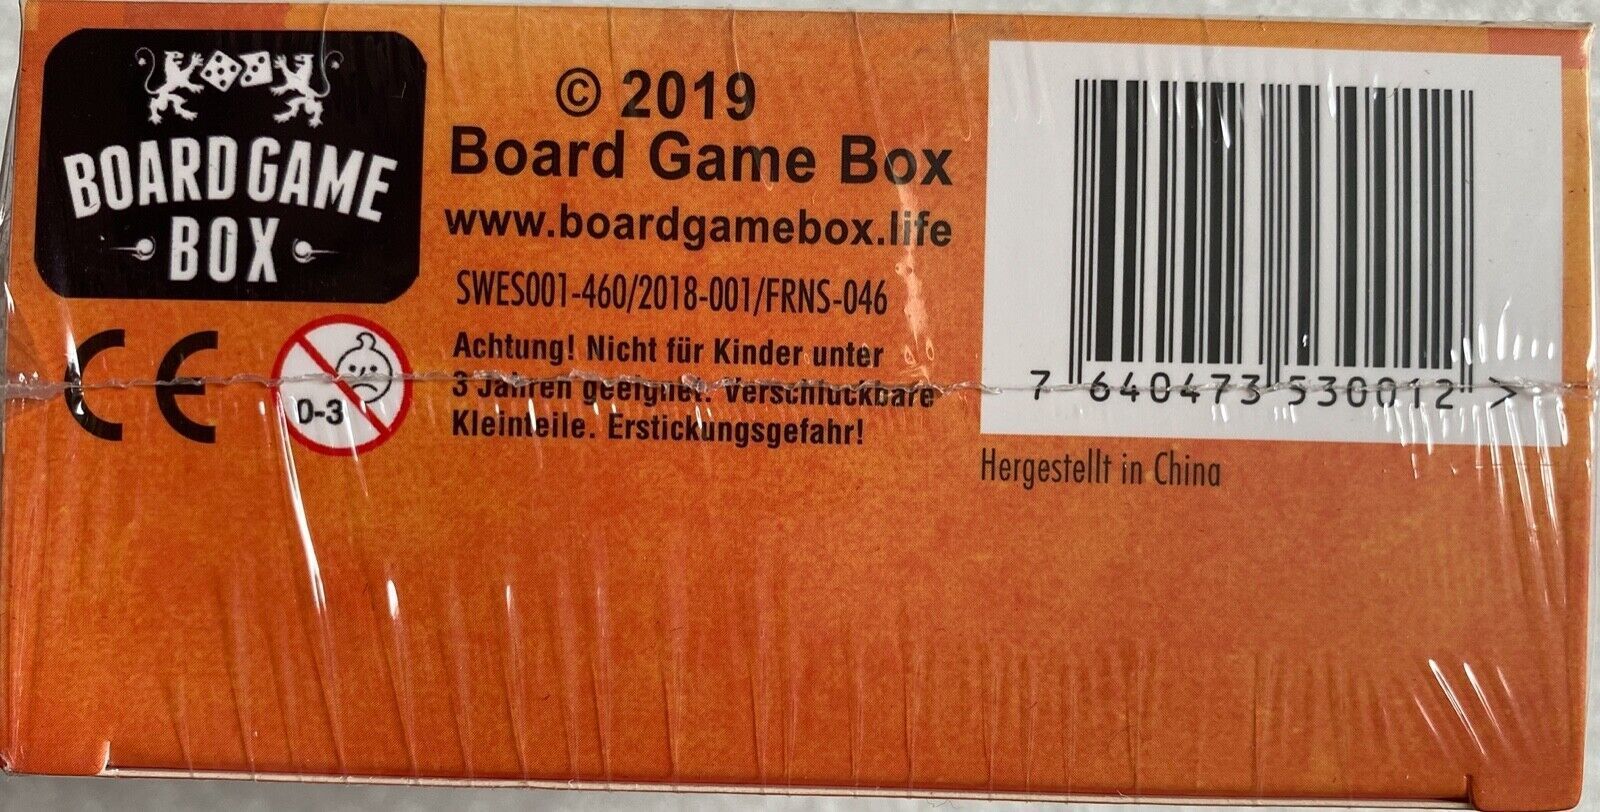 BOARD GAME
BOX
© 2019
Board Game Box
www.boardgamebox.life
SWES001-460/2018-001/FRNS-046
0-3
Achtung! Nicht für Kinder unter
3 Jahren geeignet. Verschluckbare
Kleinteile. Erstickungsgefahr!
7 640473 530012 >
Hergestellt in China